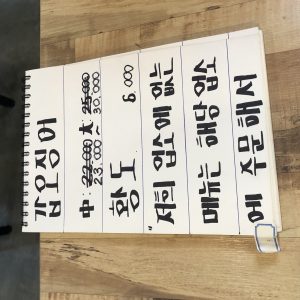 갑오징어
中: 22,000 大: 25,000
23,000 ~ 30,000
황도 6,000
"저희 업소에 없는
메뉴는 해당 업소
에 주문해서